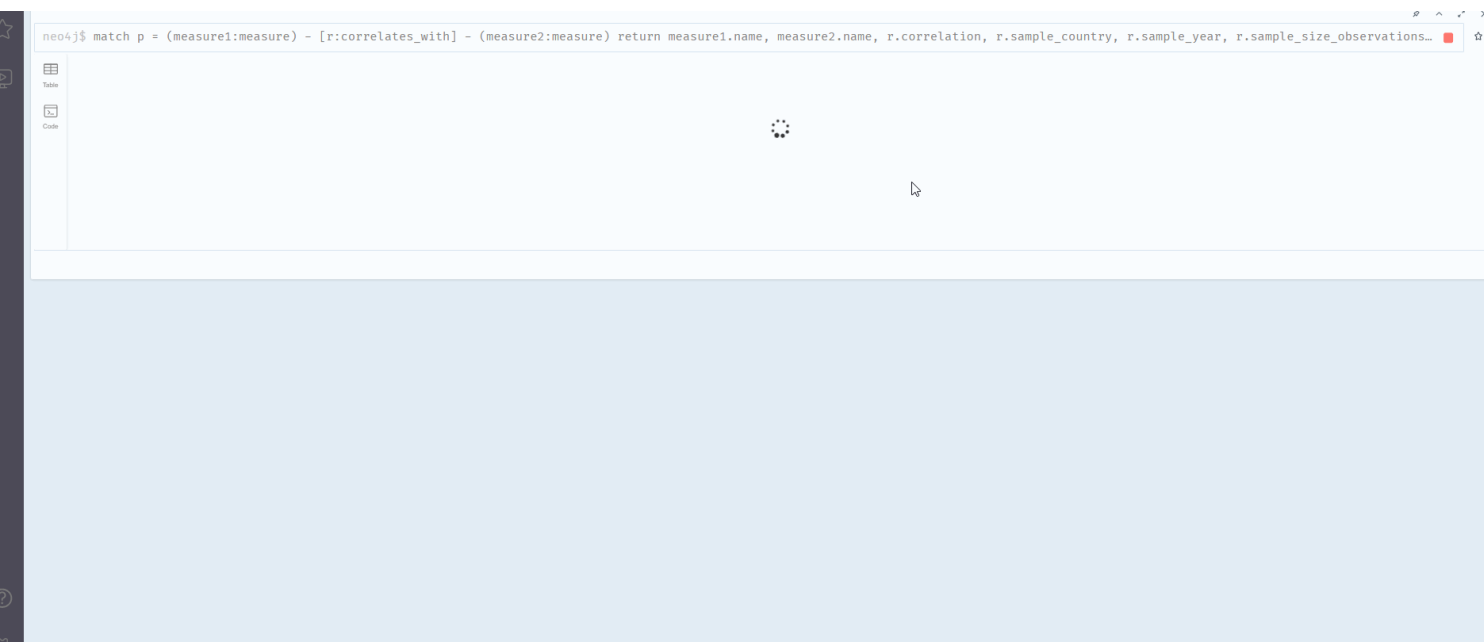 neo4j$ match p = (measure1:measure) - [r:correlates_with] - (measure2:measure) return measure1.name, measure2.name, r.correlation, r.sample_country, r.sample_year, r.sample_size_observations…
Table
Code